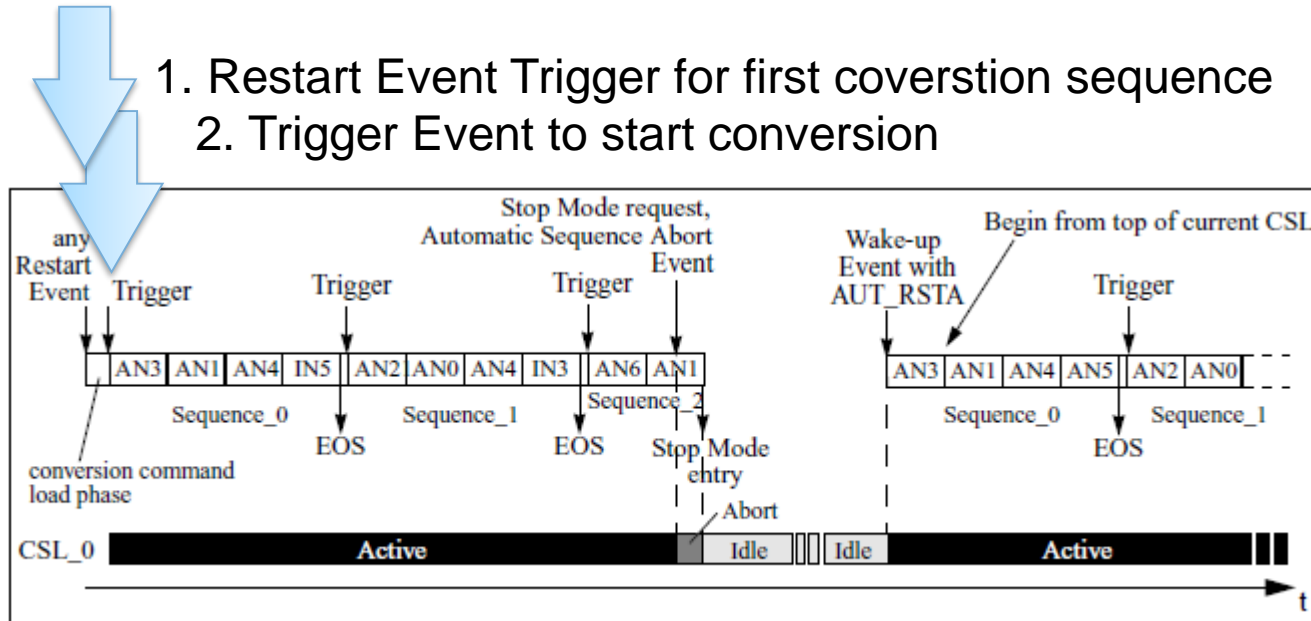 1. Restart Event Trigger for first coverstion sequence
2. Trigger Event to start conversion
any
Restart
Event
Trigger
Trigger
Stop Mode request,
Automatic Sequence Abort
Event
Trigger
Wake-up
Event with
AUT_RSTA
Begin from top of current CSL
Trigger
AN3 AN1 AN4 IN5 AN2 AN0 AN4 IN3 AN6 AN1
AN3 AN1 AN4 AN5 AN2 AN0
Sequence_0
Sequence_1
Sequence_2
Sequence_0
Sequence_1
EOS
EOS
Stop Mode
entry
EOS
conversion command
load phase
Abort
CSL_0
Active
Idle
Idle
Active
t